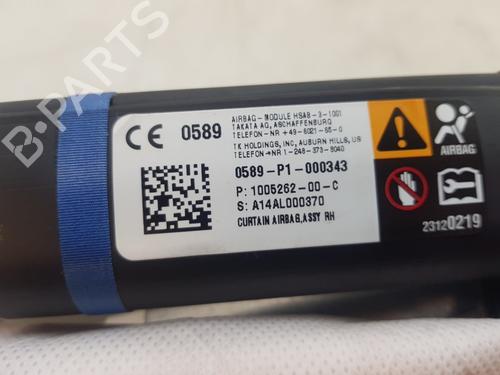 B-PARTS
CE 0589
AIRBAG-MODULE HSAB-3-1001
TAKATA AG, ASCHAFFENBURG
TELEFON-NR +49-6021-65-0
TK HOLDINGS, INC, AUBURN HILLS, US
TELEFON-NR 1-248-373-8040
0589-P1-000343
P: 1005262-00-C
S: A14AL000370
CURTAIN AIRBAG, ASSY RH
AIRBAG
23120219